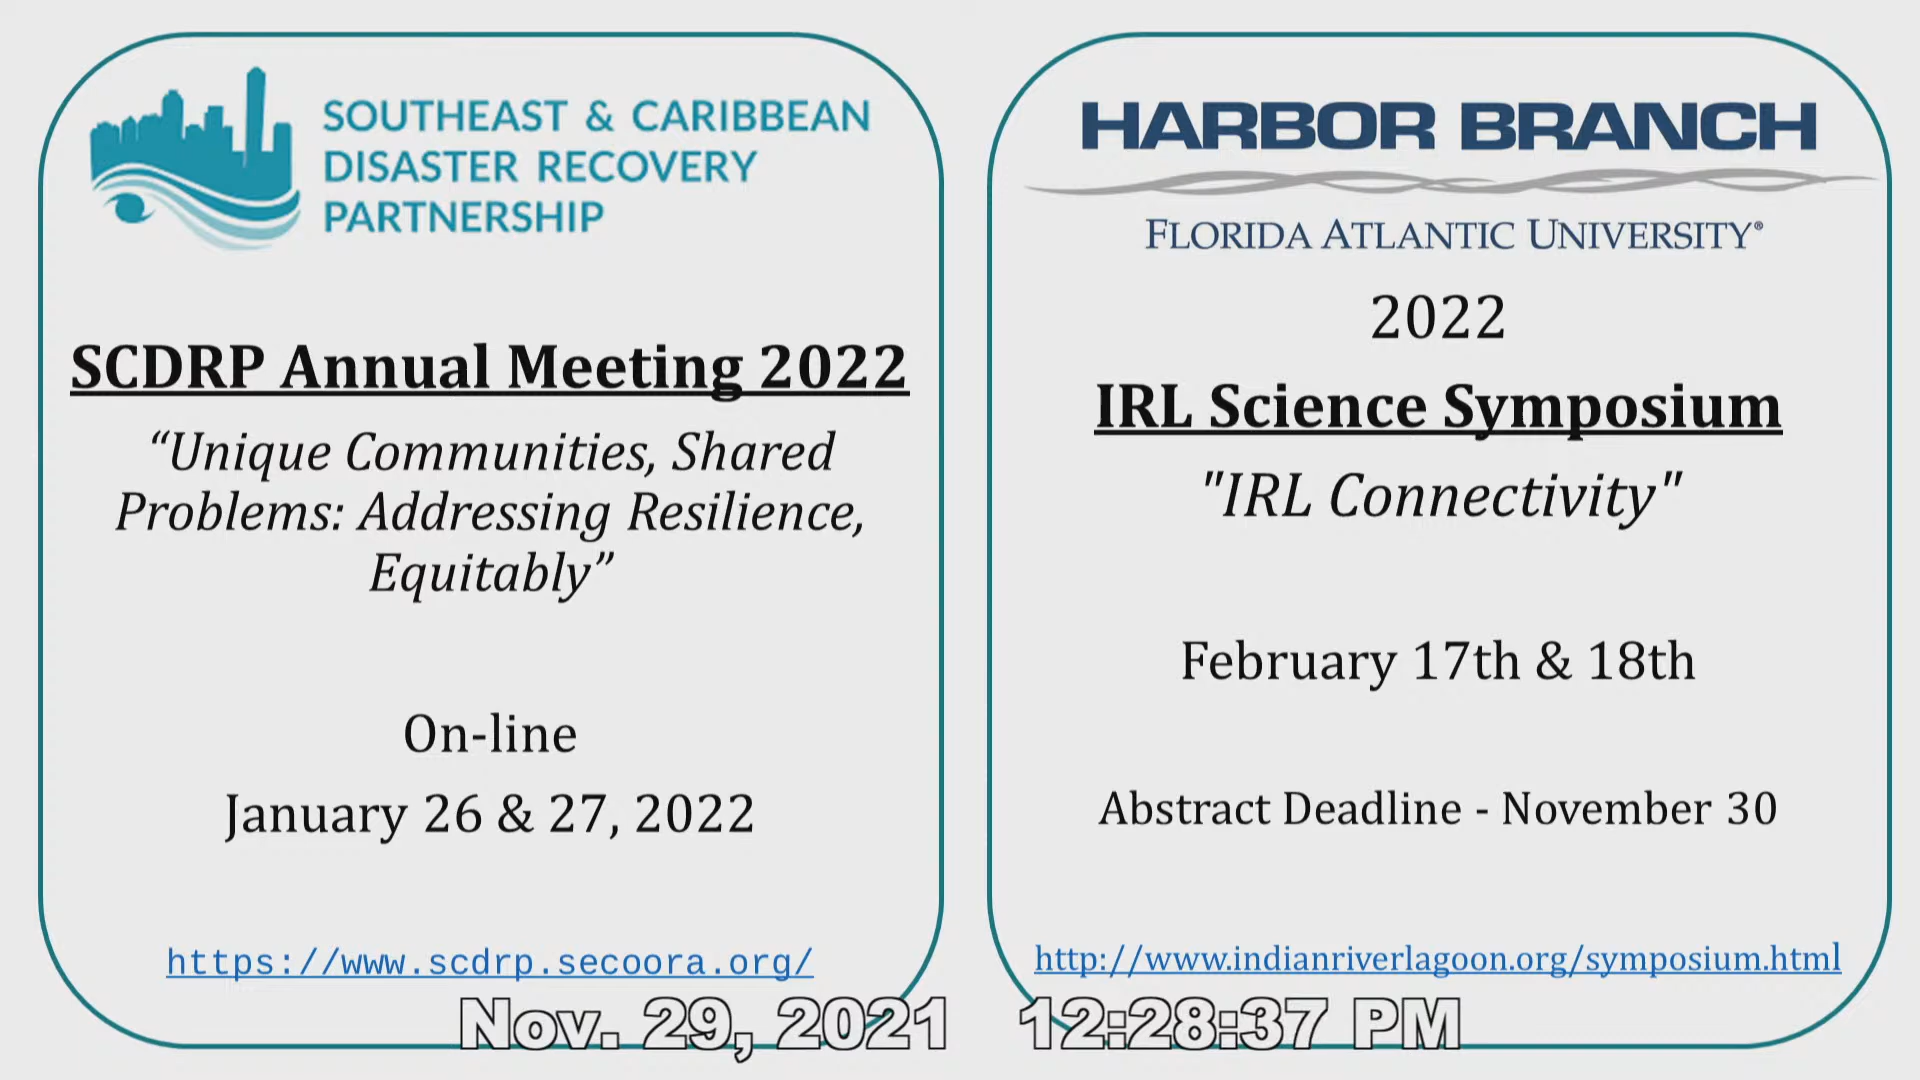 SOUTHEAST & CARIBBEAN
DISASTER RECOVERY
PARTNERSHIP
SCDRP Annual Meeting 2022
“Unique Communities, Shared
Problems: Addressing Resilience,
Equitably”
On-line
January 26 & 27, 2022
https://www.scdrp.secoora.org/
HARBOR BRANCH
FLORIDA ATLANTIC UNIVERSITY®
2022
IRL Science Symposium
"IRL Connectivity"
February 17th & 18th
Abstract Deadline - November 30
http://www.indianriverlagoon.org/symposium.html
Nov. 29, 2021 12:28:37 PM